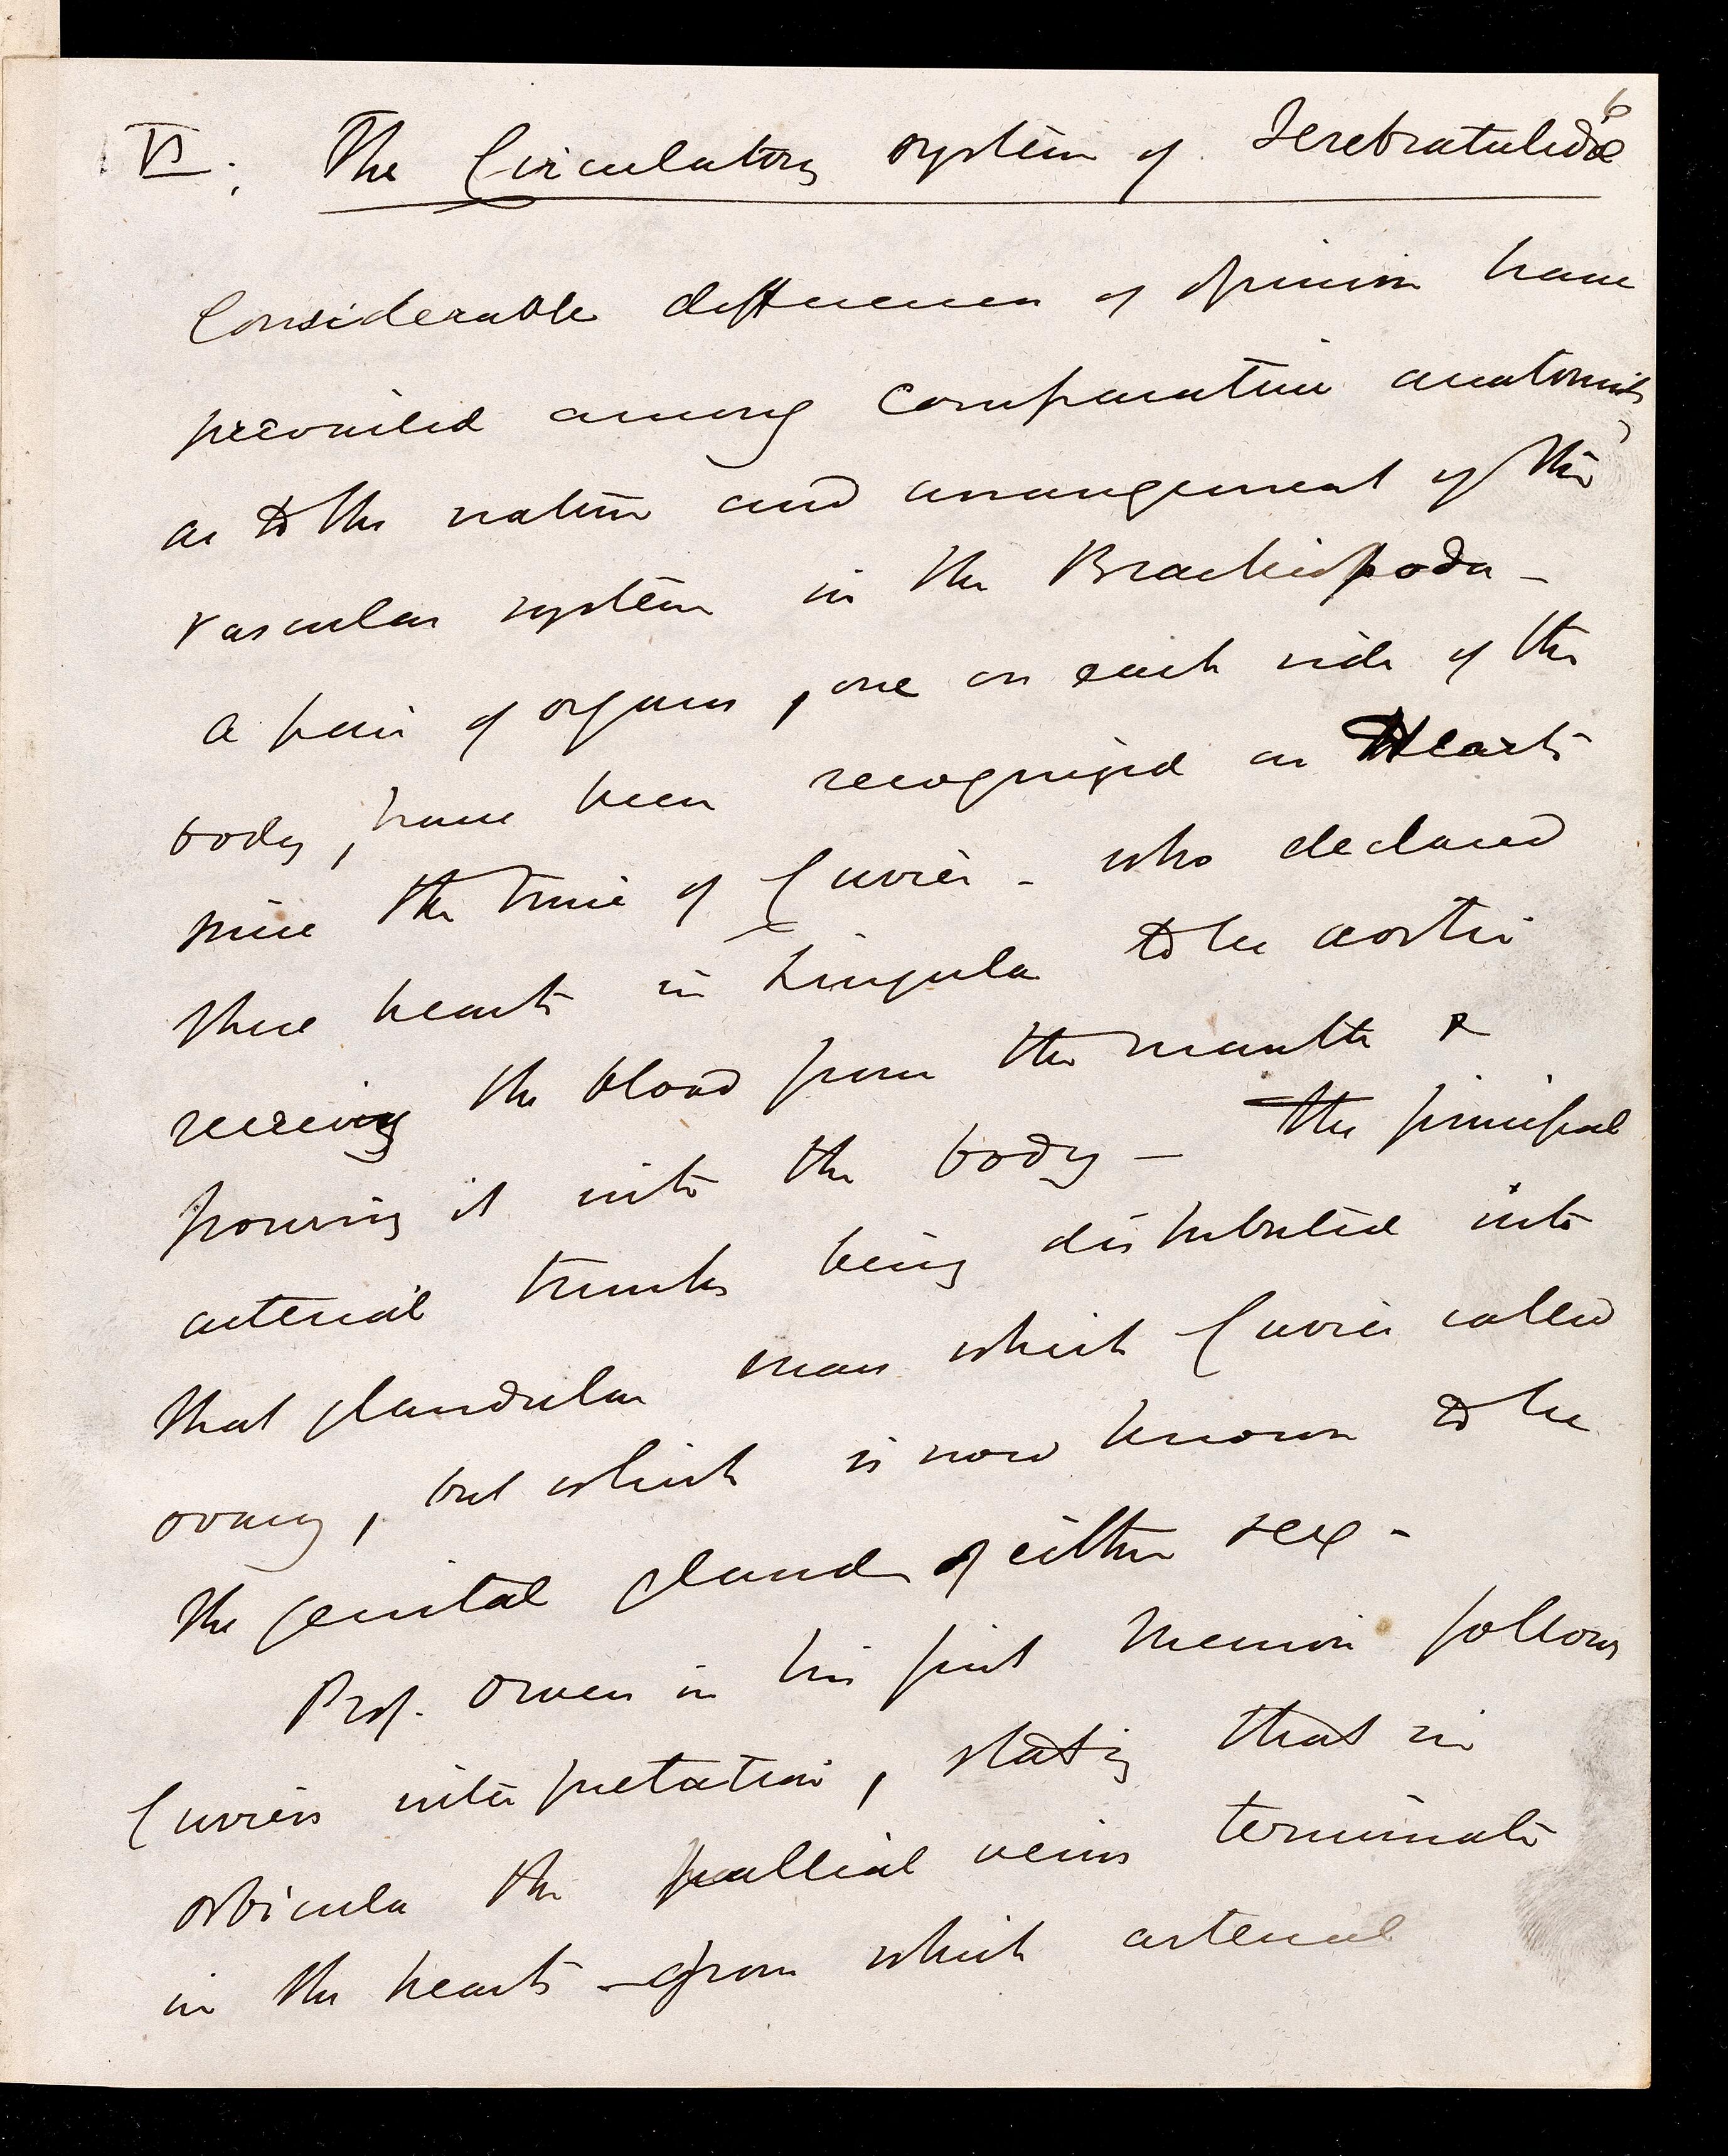 6
VI. The Circulatory system of Terebratulidæ
Considerable differences of opinion have
prevailed among comparative anatomists
as to the nature and arrangement of the
vascular system in the Brachiopoda –
a pair of organs, one on each side of the
body, have been recognized as Hearts
since the time of Cuvier – who declared
these hearts in Lingula to be aortic
receiving the blood from the mantle &
pouring it into the body – the principal
arterial trunks being distributed into
that glandular mass which Cuvier called
ovary, but which is now known to be
the genital gland of either sex –
Prof. Owen in his first Memoir follows
Cuviers interpretation, stating that in
orbicula the pallial veins terminate
in the hearts – from which arterial